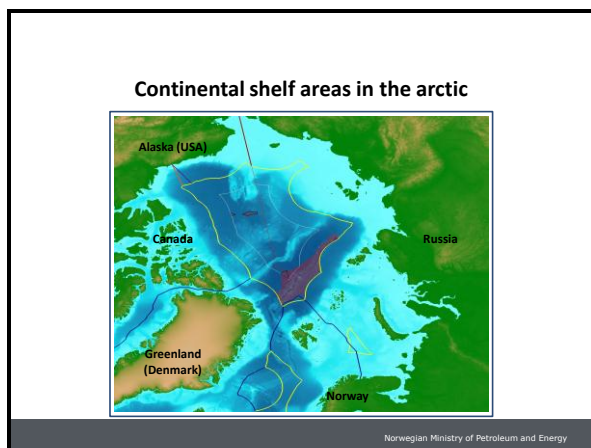 Continental shelf areas in the arctic
Alaska (USA)
Canada
Russia
Greenland
(Denmark)
Norway
Norwegian Ministry of Petroleum and Energy